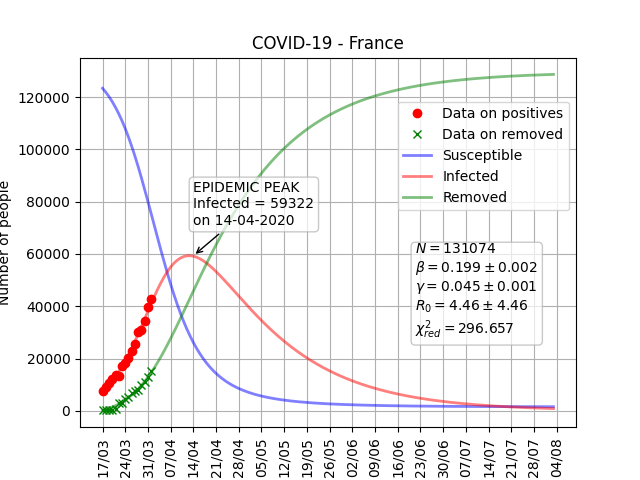 COVID-19 - France
Number of people
120000
100000
80000
60000
40000
20000
0
Data on positives
Data on removed
Susceptible
Infected
Removed
EPIDEMIC PEAK
Infected = 59322
on 14-04-2020
N = 131074
β = 0.199 ± 0.002
γ = 0.045 ± 0.001
R₀ = 4.46 ± 4.46
χ²red = 296.657
17/03
24/03
31/03
07/04
14/04
21/04
28/04
05/05
12/05
19/05
26/05
02/06
09/06
16/06
23/06
30/06
07/07
14/07
21/07
28/07
04/08